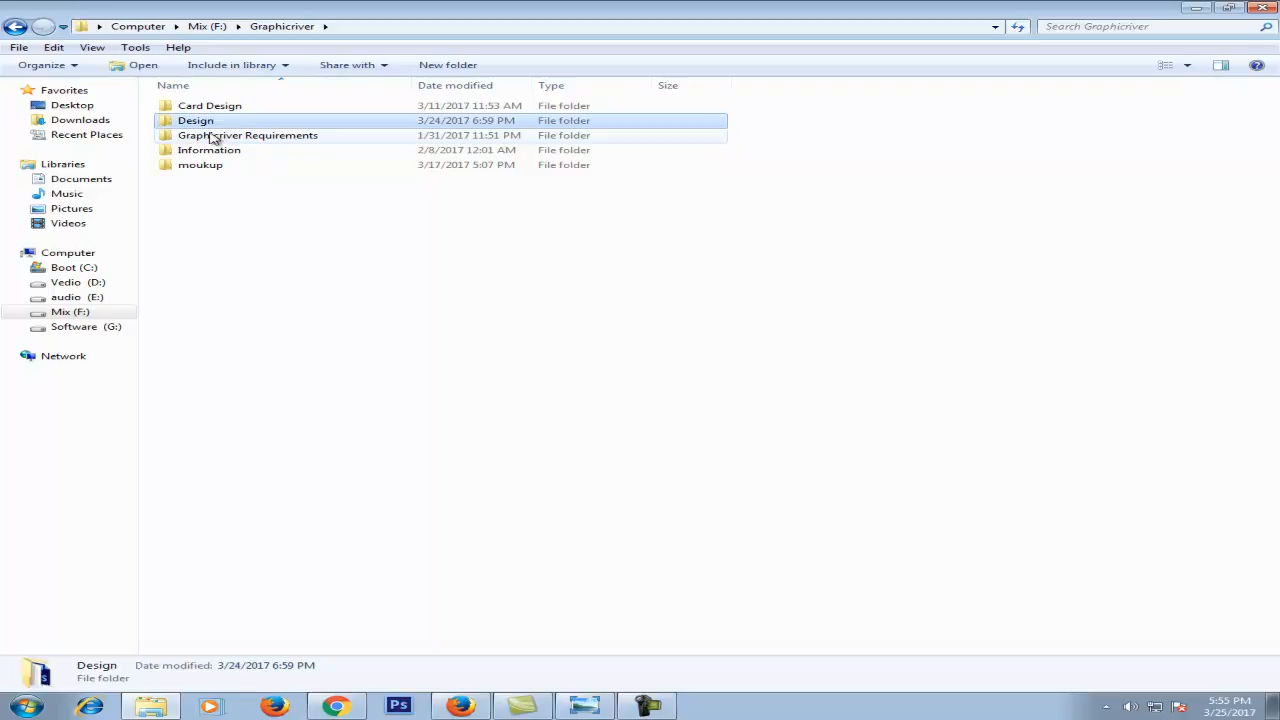 Computer Mix (F:) Graphicriver Search Graphicriver
File Edit View Tools Help
Organize Open Include in library Share with New folder
Name Date modified Type Size
Favorites
Desktop
Downloads
Recent Places
Libraries
Documents
Music
Pictures
Videos
Computer
Boot (C:)
Vedio (D:)
audio (E:)
Mix (F:)
Software (G:)
Network
Card Design 3/11/2017 11:53 AM File folder
Design 3/24/2017 6:59 PM File folder
Graphicriver Requirements 1/31/2017 11:51 PM File folder
Information 2/8/2017 12:01 AM File folder
moukup 3/17/2017 5:07 PM File folder
Design Date modified: 3/24/2017 6:59 PM
File folder
Ps
5:55 PM
3/25/2017